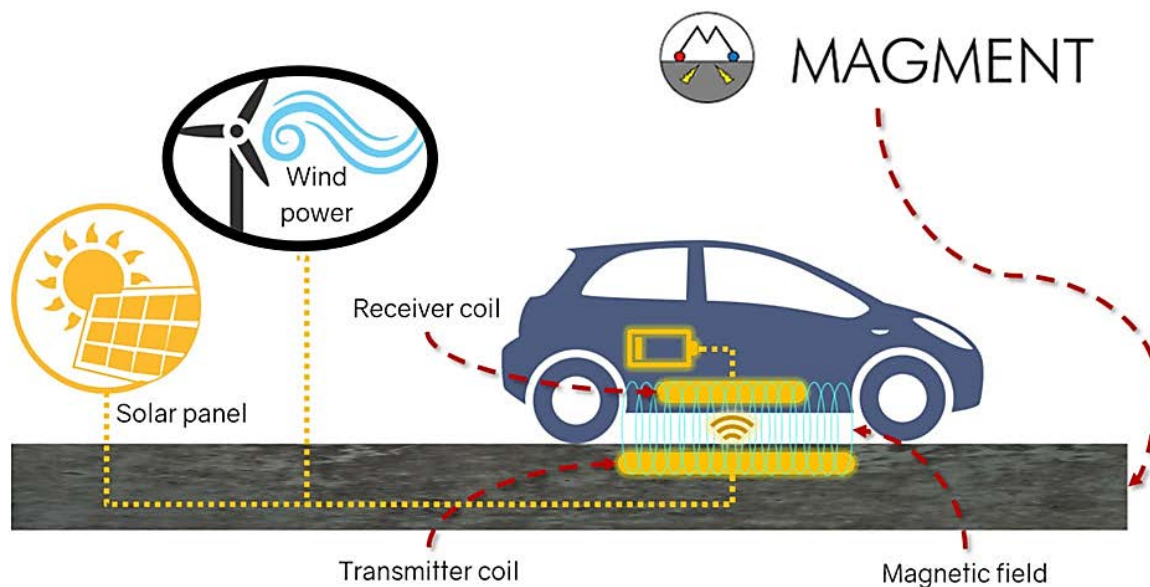 MAGMENT
Wind
power
Receiver coil
Solar panel
Transmitter coil
Magnetic field